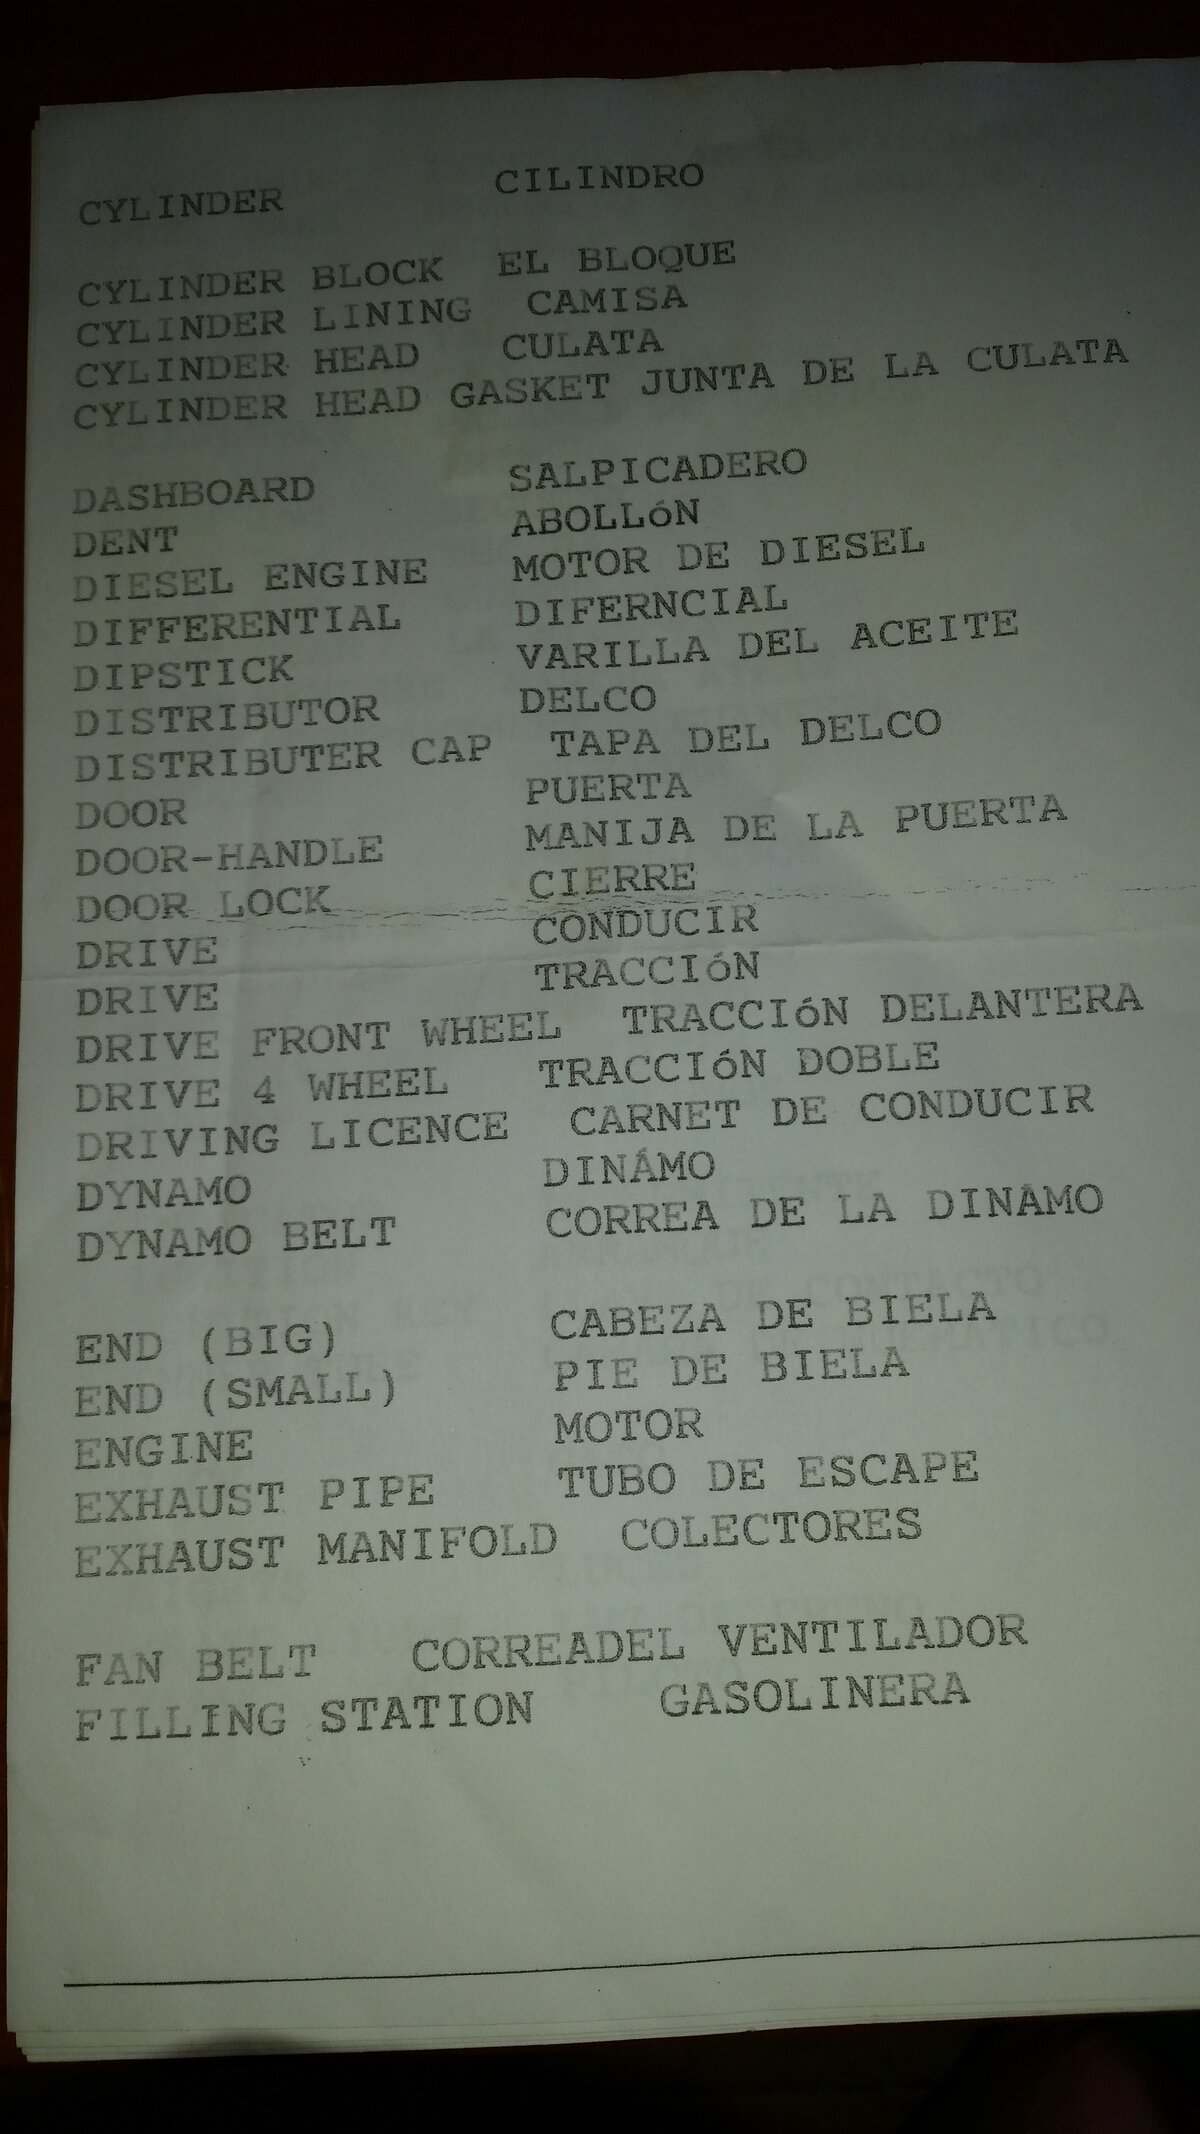 CYLINDER CILINDRO
CYLINDER BLOCK EL BLOQUE
CYLINDER LINING CAMISA
CYLINDER HEAD CULATA
CYLINDER HEAD GASKET JUNTA DE LA CULATA
DASHBOARD SALPICADERO
DENT ABOLLóN
DIESEL ENGINE MOTOR DE DIESEL
DIFFERENTIAL DIFERNCIAL
DIPSTICK VARILLA DEL ACEITE
DISTRIBUTOR DELCO
DISTRIBUTER CAP TAPA DEL DELCO
DOOR PUERTA
DOOR-HANDLE MANIJA DE LA PUERTA
DOOR LOCK CIERRE
DRIVE CONDUCIR
DRIVE TRACCIóN
DRIVE FRONT WHEEL TRACCIóN DELANTERA
DRIVE 4 WHEEL TRACCIóN DOBLE
DRIVING LICENCE CARNET DE CONDUCIR
DYNAMO DINÁMO
DYNAMO BELT CORREA DE LA DINÁMO
END (BIG) CABEZA DE BIELA
END (SMALL) PIE DE BIELA
ENGINE MOTOR
EXHAUST PIPE TUBO DE ESCAPE
EXHAUST MANIFOLD COLECTORES
FAN BELT CORREADEL VENTILADOR
FILLING STATION GASOLINERA